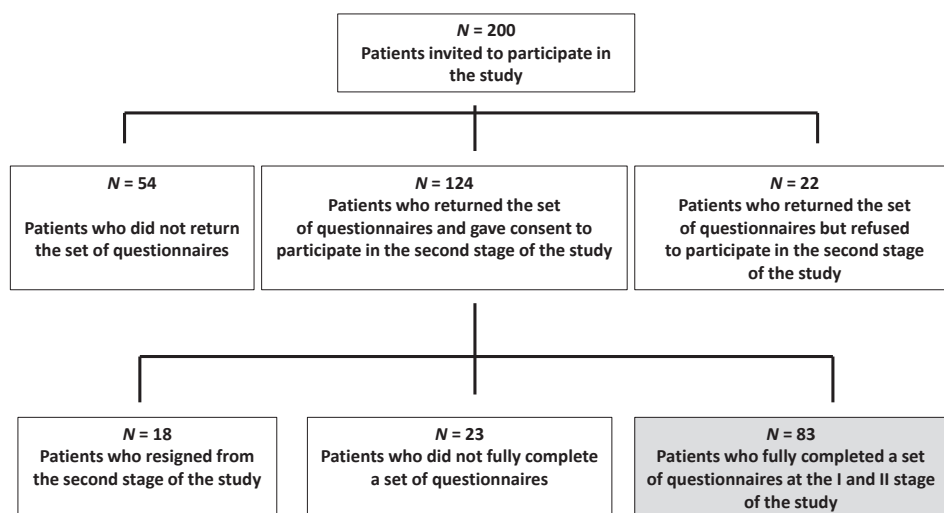 N = 200
Patients invited to participate in
the study
N = 54
Patients who did not return
the set of questionnaires
N = 124
Patients who returned the set
of questionnaires and gave consent to
participate in the second stage of the study
N = 22
Patients who returned the set
of questionnaires but refused
to participate in the second stage
of the study
N = 18
Patients who resigned from
the second stage of the study
N = 23
Patients who did not fully complete
a set of questionnaires
N = 83
Patients who fully completed a set
of questionnaires at the I and II stage
of the study